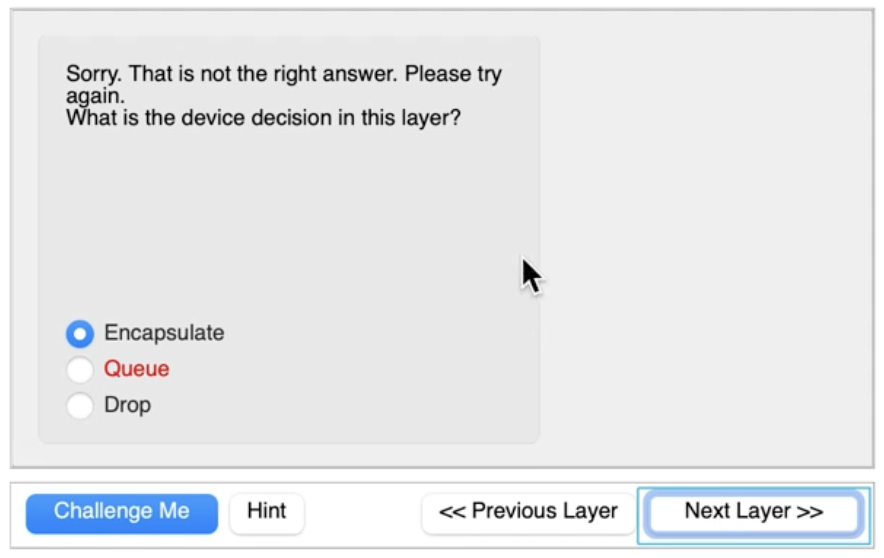 Sorry. That is not the right answer. Please try
again.
What is the device decision in this layer?
Encapsulate
Queue
Drop
Challenge Me
Hint
<< Previous Layer
Next Layer >>